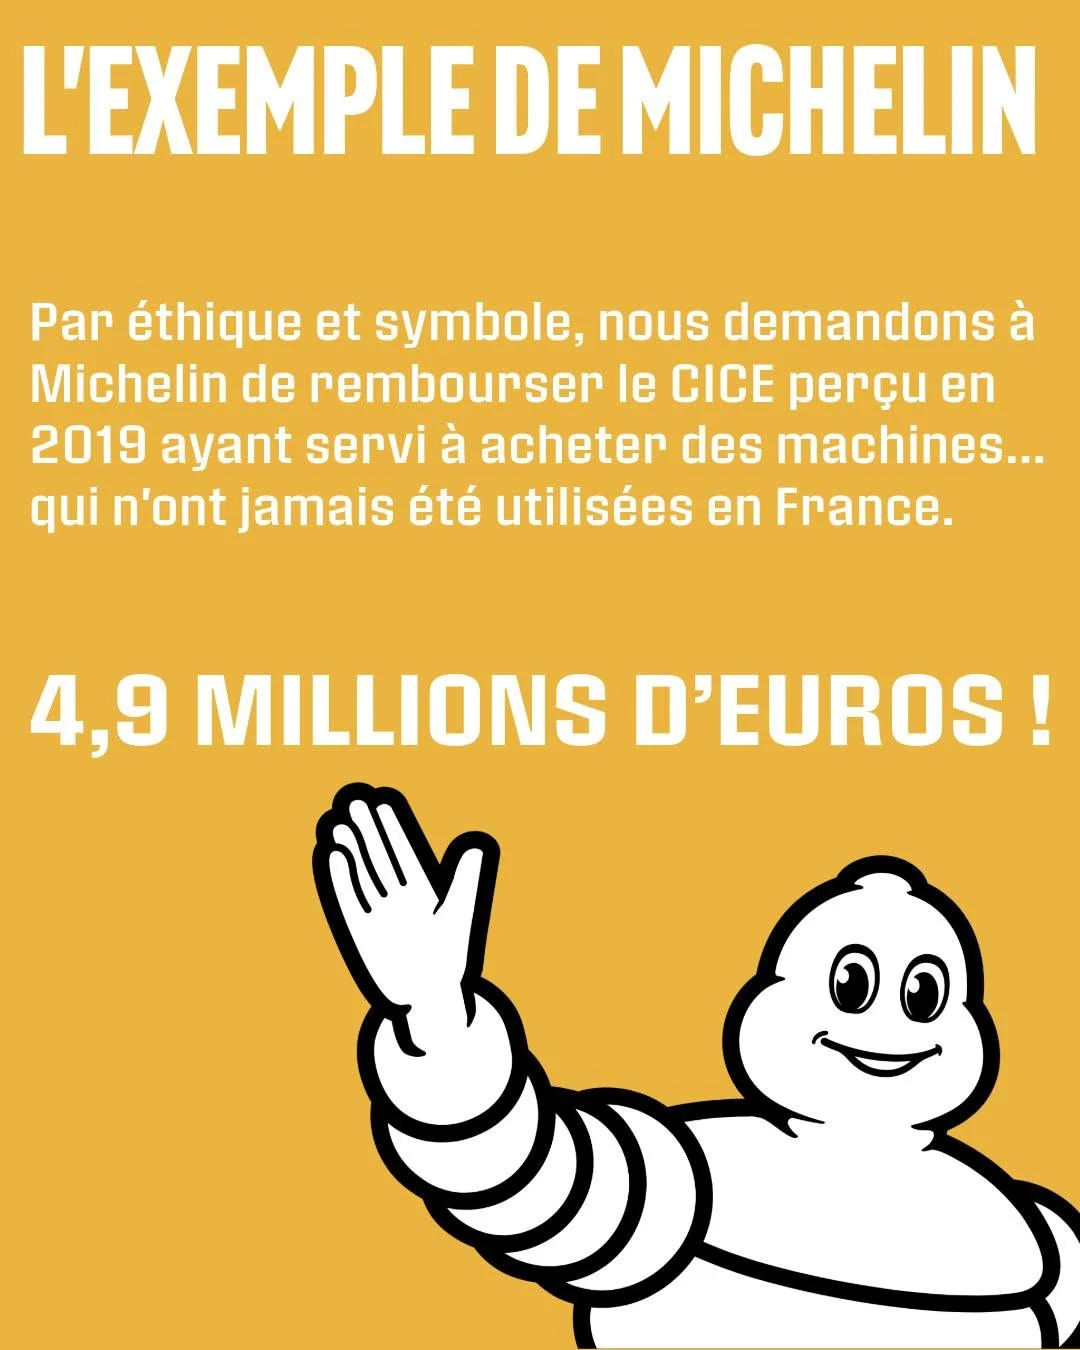 L'EXEMPLE DE MICHELIN
Par éthique et symbole, nous demandons à
Michelin de rembourser le CICE perçu en
2019 ayant servi à acheter des machines...
qui n'ont jamais été utilisées en France.
4,9 MILLIONS D’EUROS !